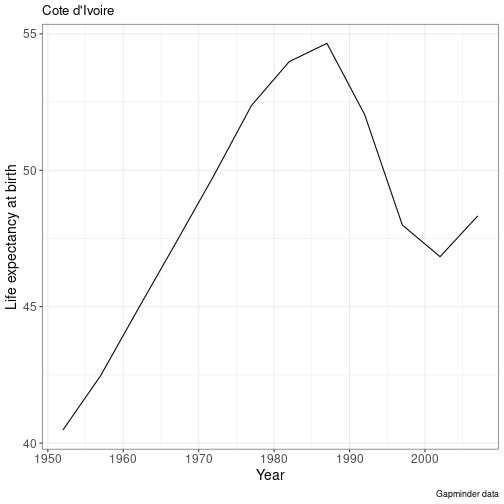 Cote d'Ivoire
55
50
45
40
Life expectancy at birth
1950 1960 1970 1980 1990 2000
Year
Gapminder data